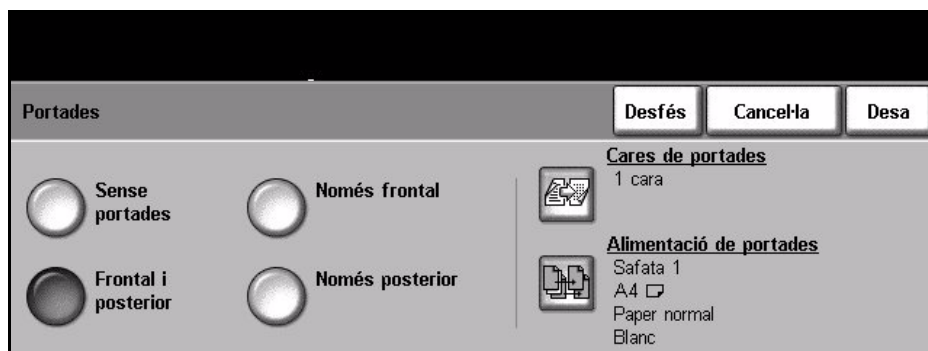 Portades
Desfés
Cancel·la
Desa
Sense
portades
Només frontal
Frontal i
posterior
Només posterior
Cares de portades
1 cara
Alimentació de portades
Safata 1
A4
Paper normal
Blanc